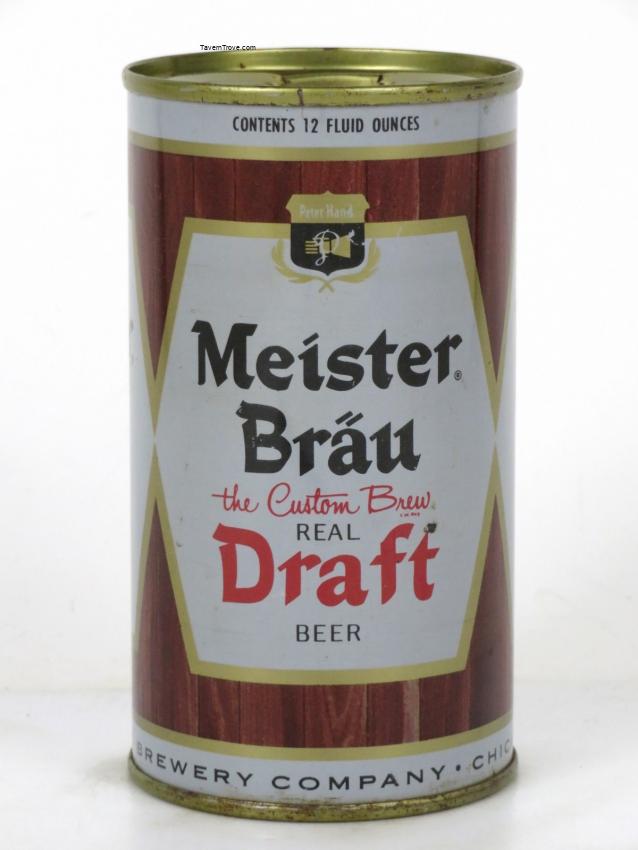 TavernTrove.com
CONTENTS 12 FLUID OUNCES
Peter Hand
P
Meister®
Bräu
the Custom Brew
REAL
Draft
BEER
BREWERY COMPANY • CHIC